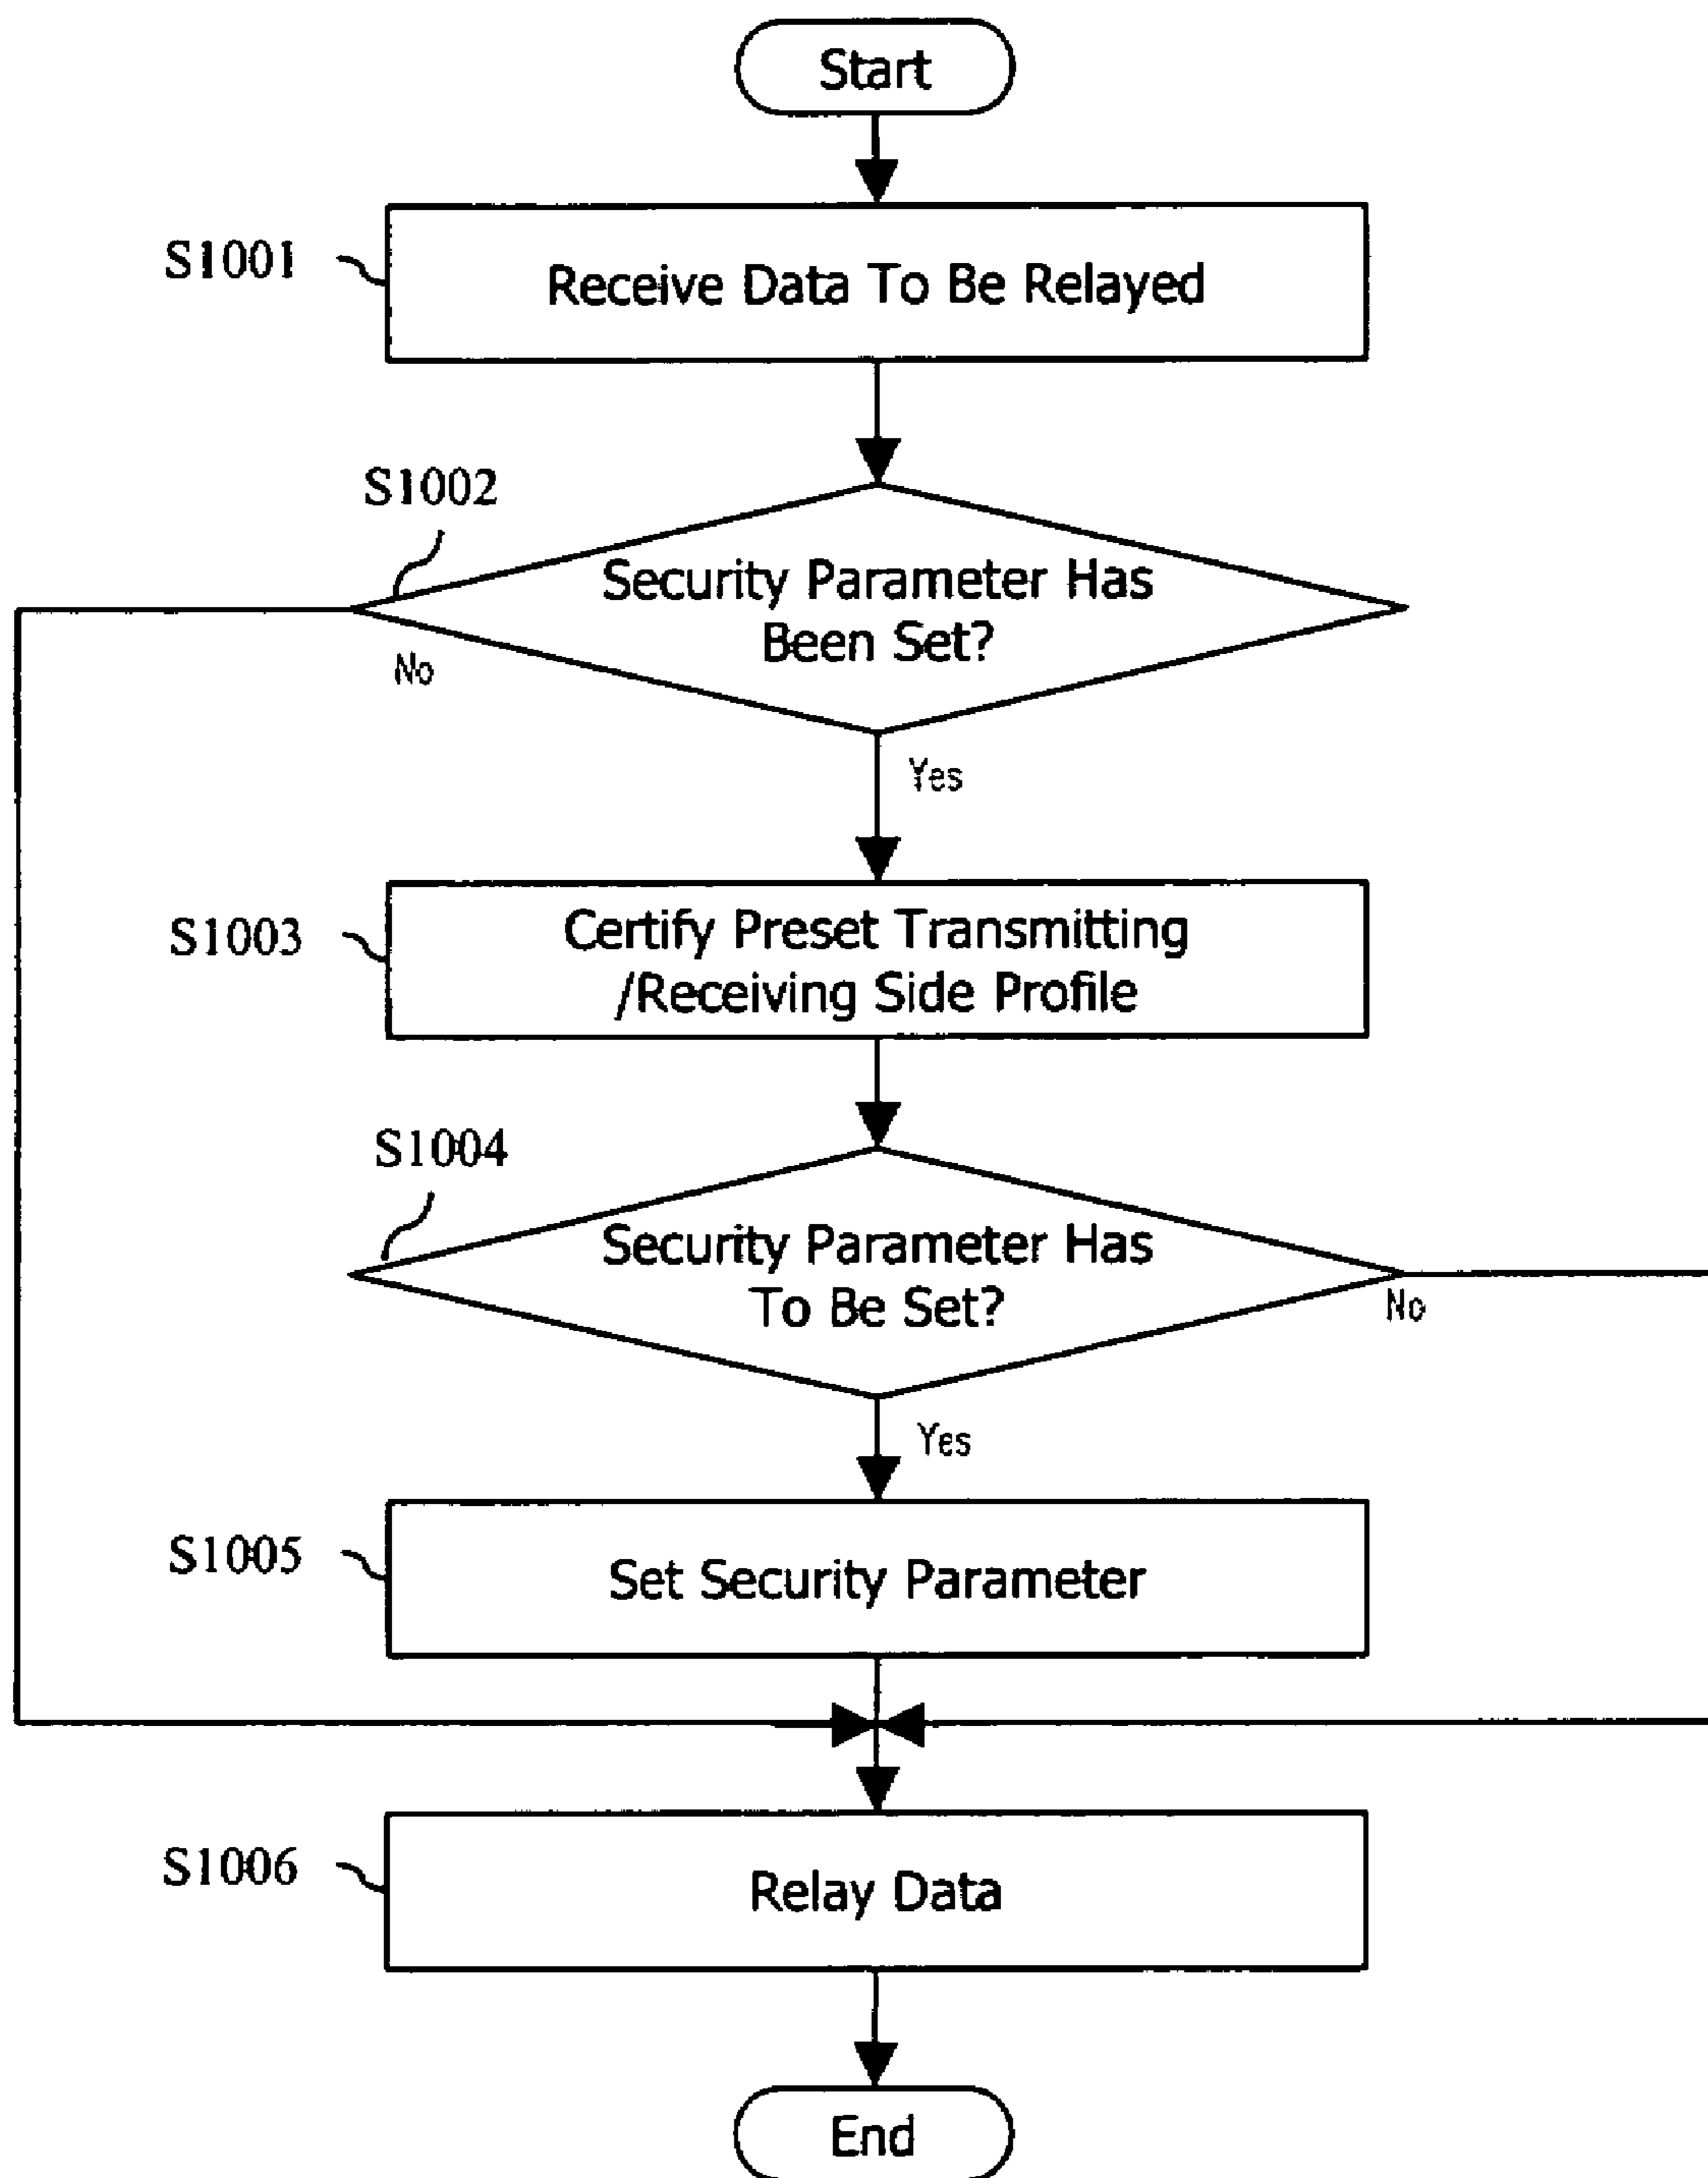 Start
S1001
Receive Data To Be Relayed
S1002
Security Parameter Has
Been Set?
No
Yes
S1003
Certify Preset Transmitting
/Receiving Side Profile
S1004
Security Parameter Has
To Be Set?
No
Yes
S1005
Set Security Parameter
S1006
Relay Data
End